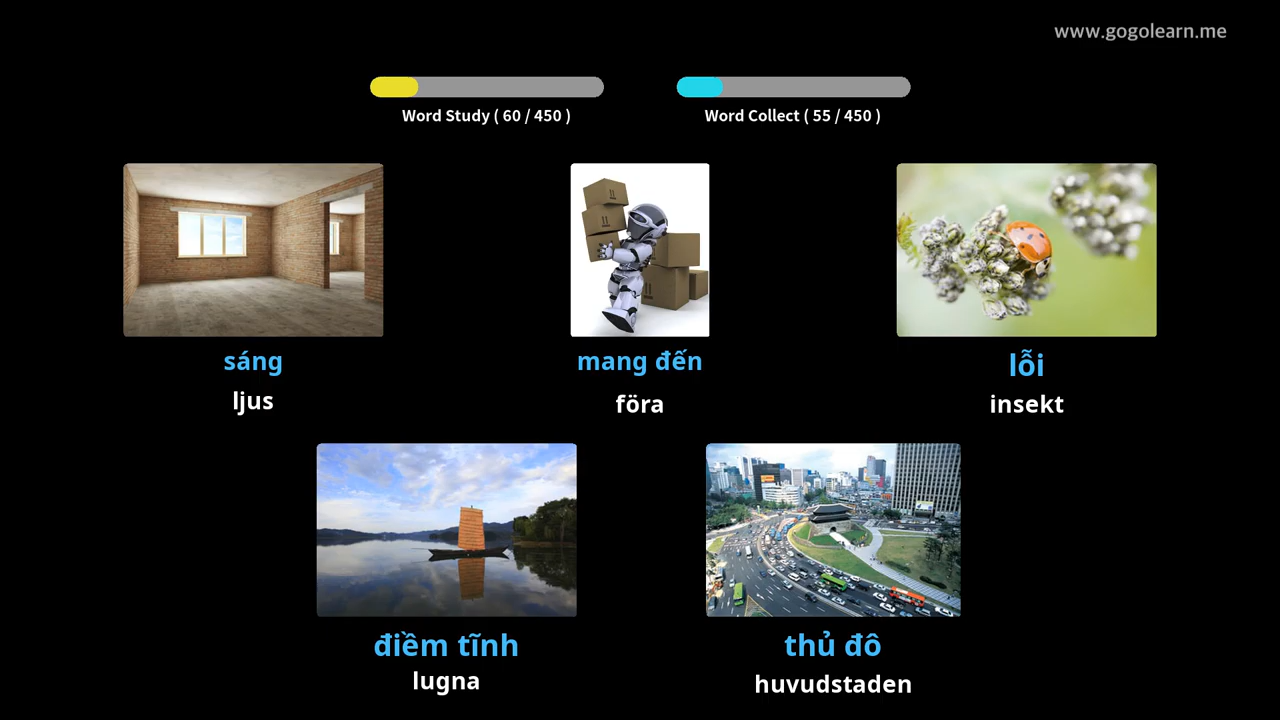 www.gogolearn.me
Word Study ( 60 / 450 )
Word Collect ( 55 / 450 )
sáng
ljus
mang đến
föra
lỗi
insekt
điềm tĩnh
lugna
thủ đô
huvudstaden